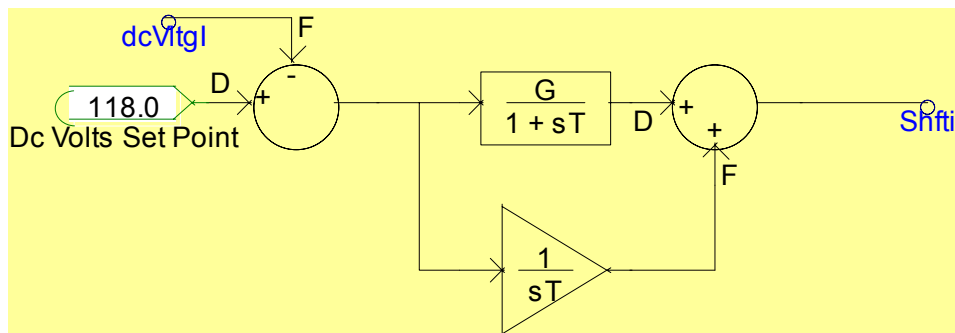 dcVltgI
F
-
D
+
118.0
Dc Volts Set Point
G
1 + sT
D
+
+
Shfti
F
1
sT